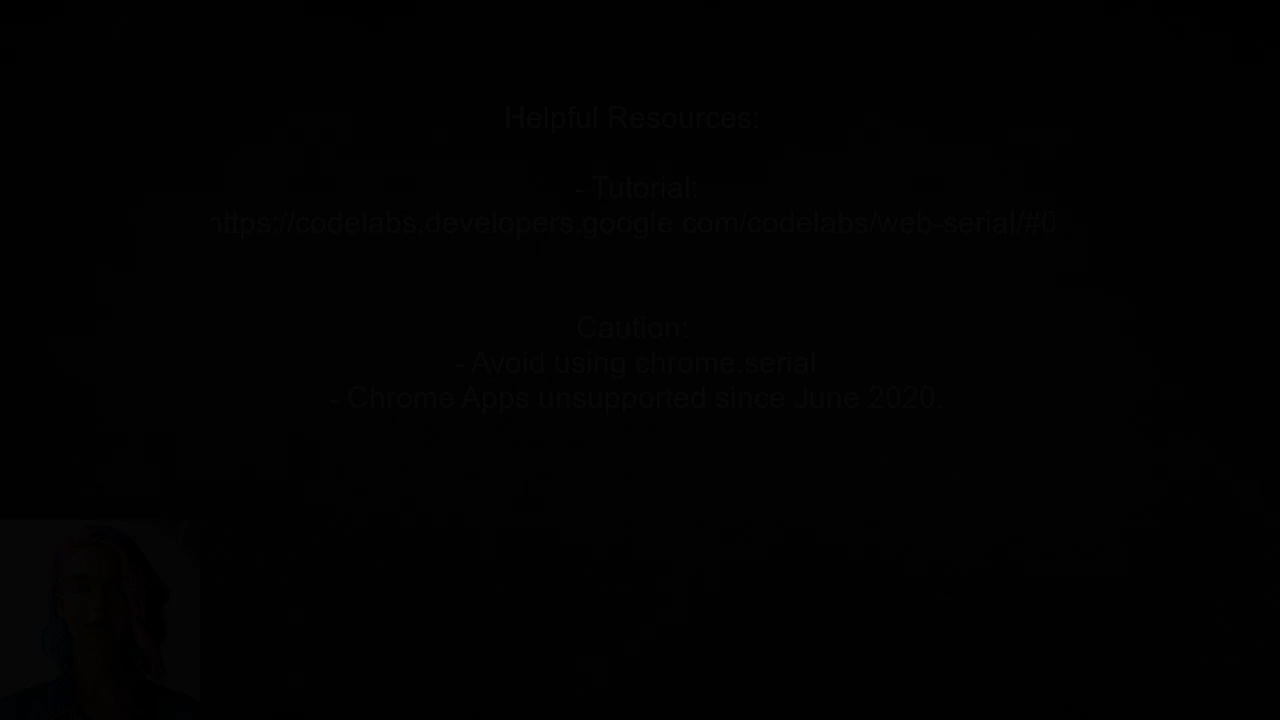 Helpful Resources:
- Tutorial:
https://codelabs.developers.google.com/codelabs/web-serial/#0
Caution:
- Avoid using chrome.serial
- Chrome Apps unsupported since June 2020.